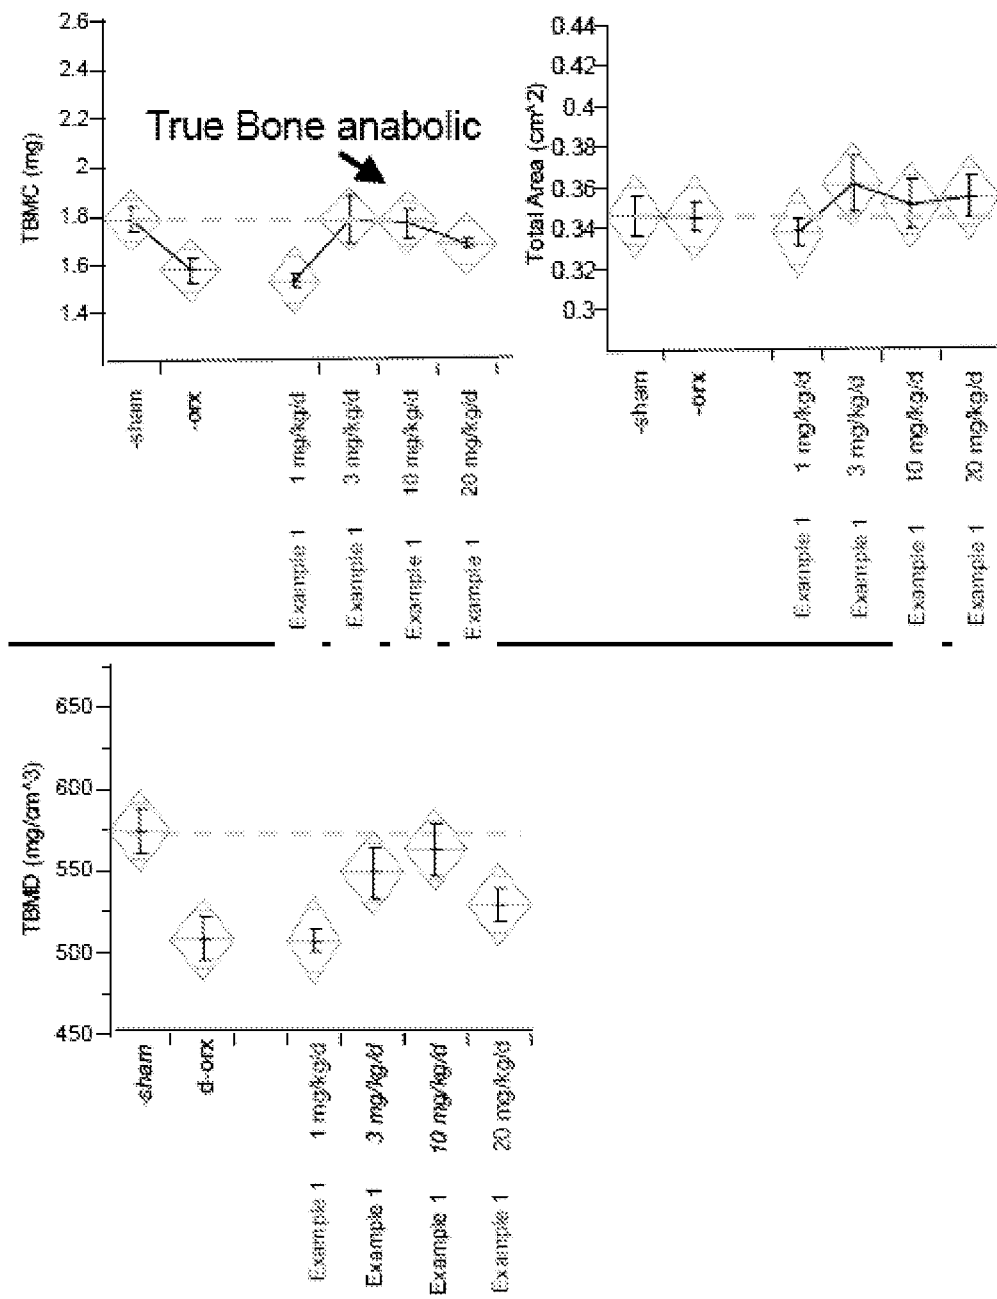 2.6
2.4
2.2
2
1.8
1.6
1.4
TBMC (mg)
True Bone anabolic
-sham
-orx
1 mg/kg/d
3 mg/kg/d
10 mg/kg/d
20 mg/kg/d
Example 1
Example 1
Example 1
Example 1
0.44
0.42
0.4
0.38
0.36
0.34
0.32
0.3
Total Area (cm^2)
-sham
-orx
1 mg/kg/d
3 mg/kg/d
10 mg/kg/d
20 mg/kg/d
Example 1
Example 1
Example 1
Example 1
650
600
550
500
450
TBMD (mg/cm^3)
-sham
d-orx
1 mg/kg/d
3 mg/kg/d
10 mg/kg/d
20 mg/kg/d
Example 1
Example 1
Example 1
Example 1